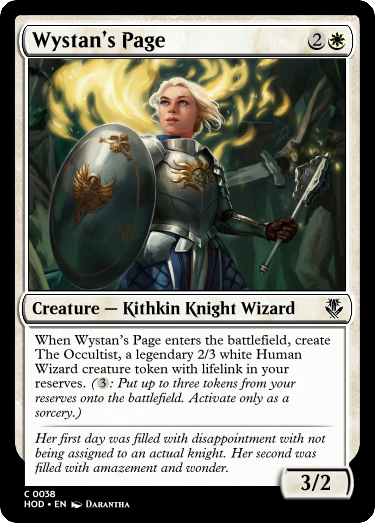 Wystan's Page 2
Creature — Kithkin Knight Wizard
When Wystan's Page enters the battlefield, create
The Occultist, a legendary 2/3 white Human
Wizard creature token with lifelink in your
reserves. (3: Put up to three tokens from your
reserves onto the battlefield. Activate only as a
sorcery.)
Her first day was filled with disappointment with not
being assigned to an actual knight. Her second was
filled with amazement and wonder.
3/2
C 0038
HOD • EN Darantha